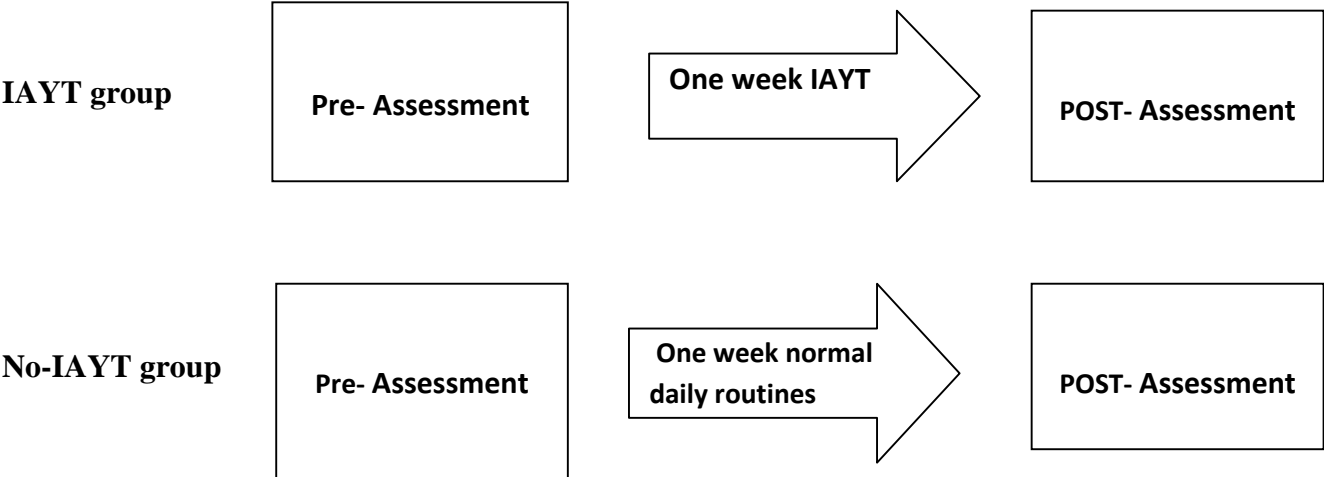 IAYT group
Pre- Assessment
One week IAYT
POST- Assessment
No-IAYT group
Pre- Assessment
One week normal
daily routines
POST- Assessment